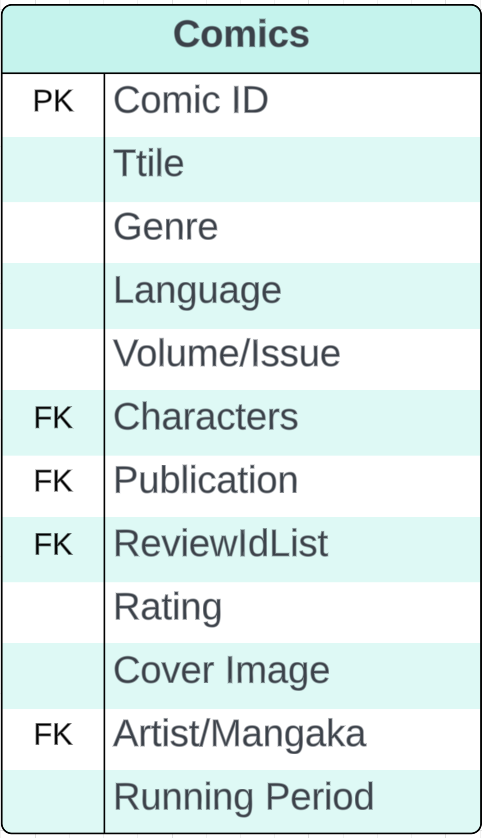 Comics
PK Comic ID
Ttile
Genre
Language
Volume/Issue
FK Characters
FK Publication
FK ReviewIdList
Rating
Cover Image
FK Artist/Mangaka
Running Period